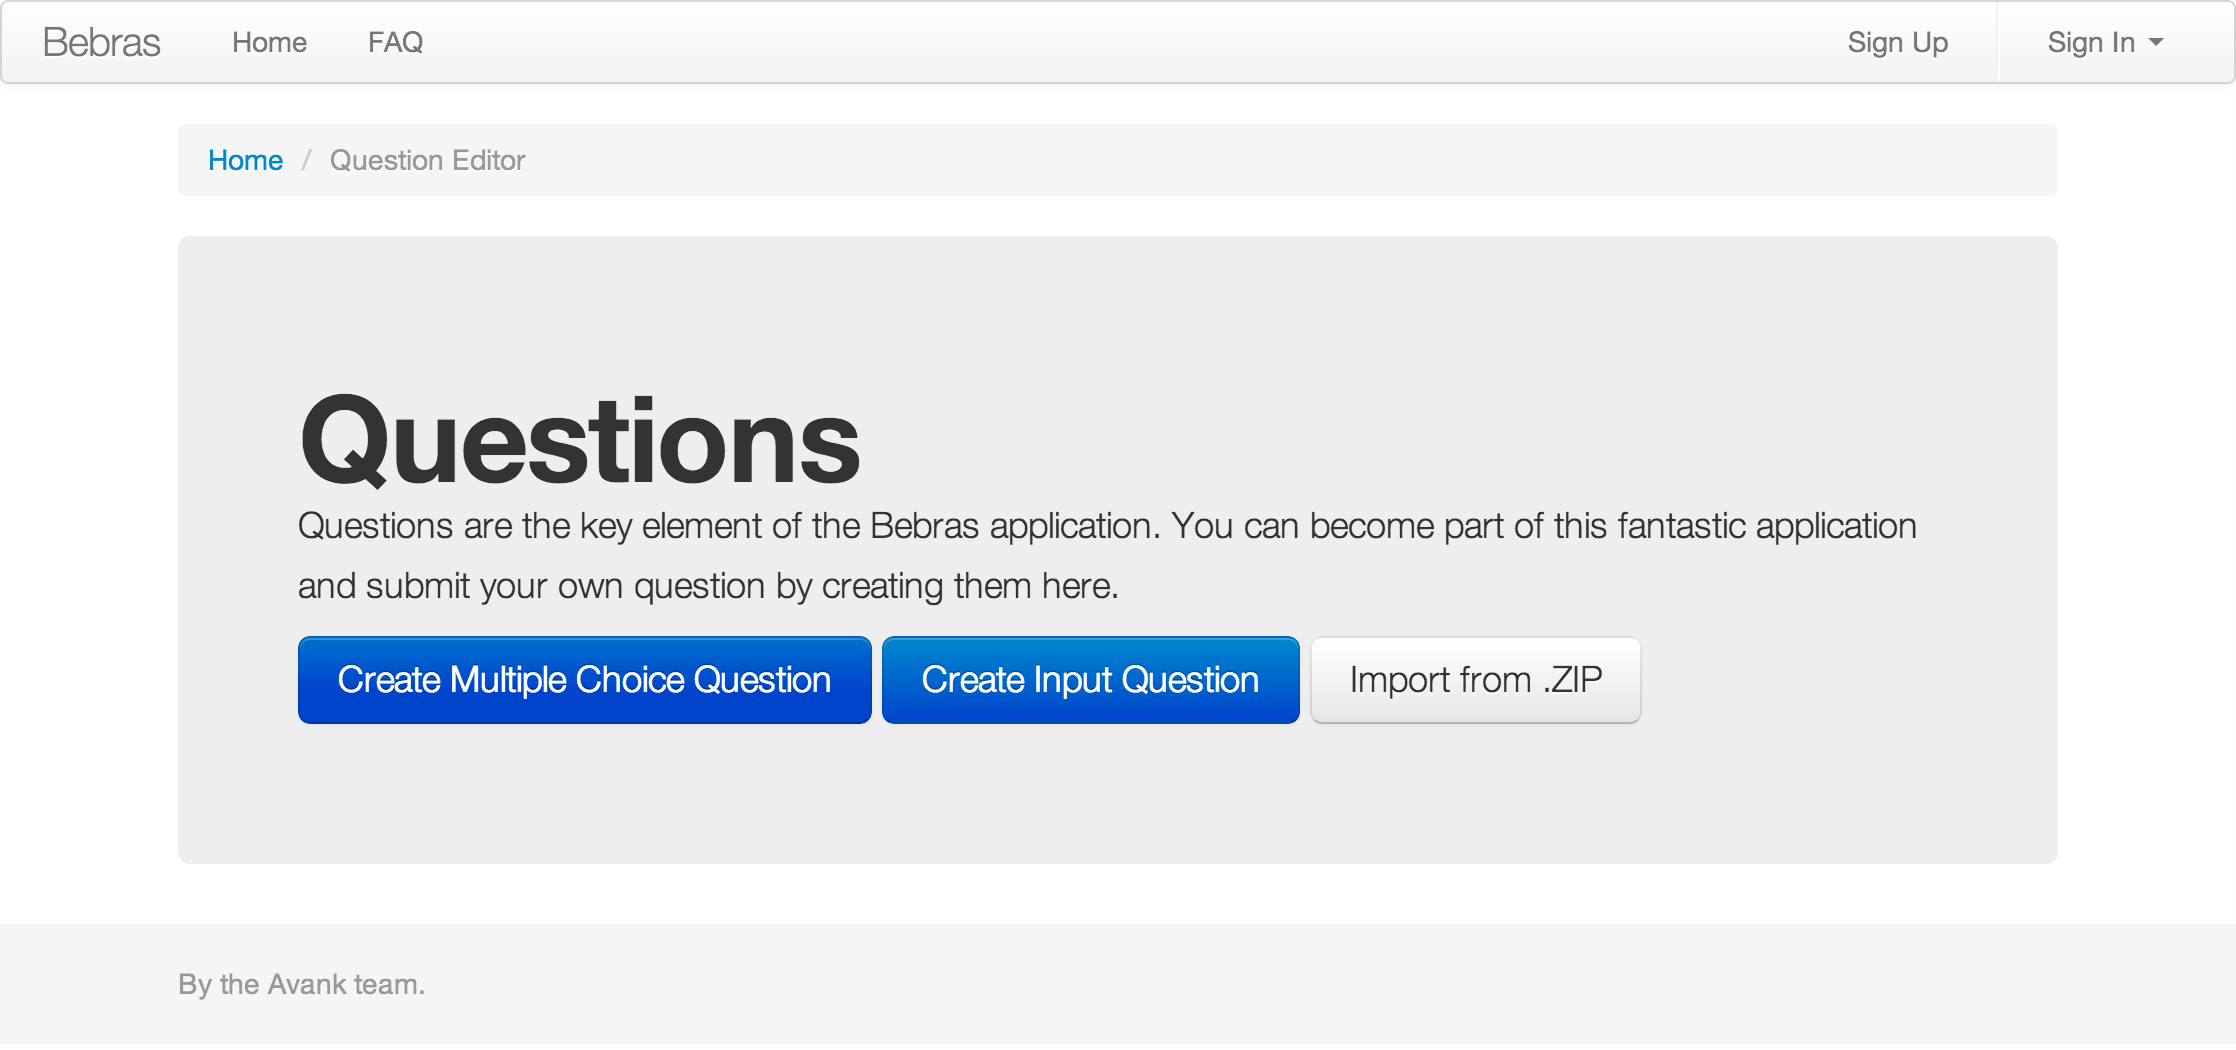 Bebras Home FAQ Sign Up Sign In
Home / Question Editor
Questions
Questions are the key element of the Bebras application. You can become part of this fantastic application
and submit your own question by creating them here.
Create Multiple Choice Question Create Input Question Import from .ZIP
By the Avank team.